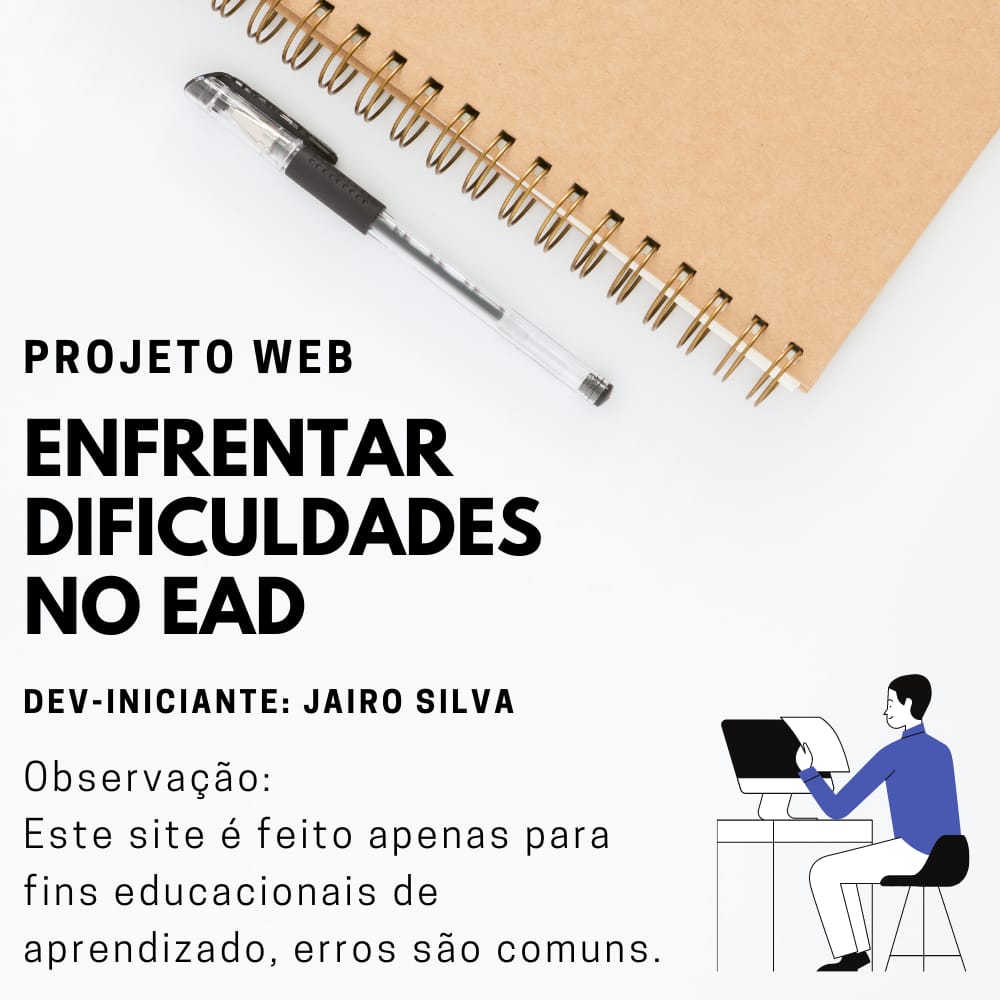 PROJETO WEB
ENFRENTAR
DIFICULDADES
NO EAD
DEV-INICIANTE: JAIRO SILVA
Observação:
Este site é feito apenas para
fins educacionais de
aprendizado, erros são comuns.